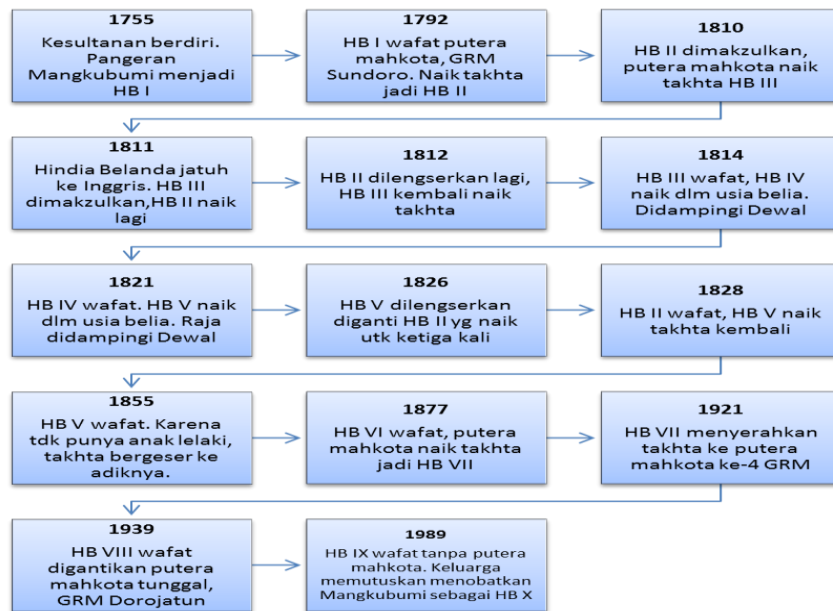 1755
Kesultanan berdiri.
Pangeran
Mangkubumi menjadi
HB I
1792
HB I wafat putera
mahkota, GRM
Sundoro. Naik takhta
jadi HB II
1810
HB II dimakzulkan,
putera mahkota naik
takhta HB III
1811
Hindia Belanda jatuh
ke Inggris. HB III
dimakzulkan,HB II naik
lagi
1812
HB II dilengserkan lagi,
HB III kembali naik
takhta
1814
HB III wafat, HB IV
naik dlm usia belia.
Didampingi Dewal
1821
HB IV wafat. HB V naik
dlm usia belia. Raja
didampingi Dewal
1826
HB V dilengserkan
diganti HB II yg naik
utk ketiga kali
1828
HB II wafat, HB V naik
takhta kembali
1855
HB V wafat. Karena
tdk punya anak lelaki,
takhta bergeser ke
adiknya.
1877
HB VI wafat, putera
mahkota naik takhta
jadi HB VII
1921
HB VII menyerahkan
takhta ke putera
mahkota ke-4 GRM
1939
HB VIII wafat
digantikan putera
mahkota tunggal,
GRM Dorojatun
1989
HB IX wafat tanpa putera
mahkota. Keluarga
memutuskan menobatkan
Mangkubumi sebagai HB X